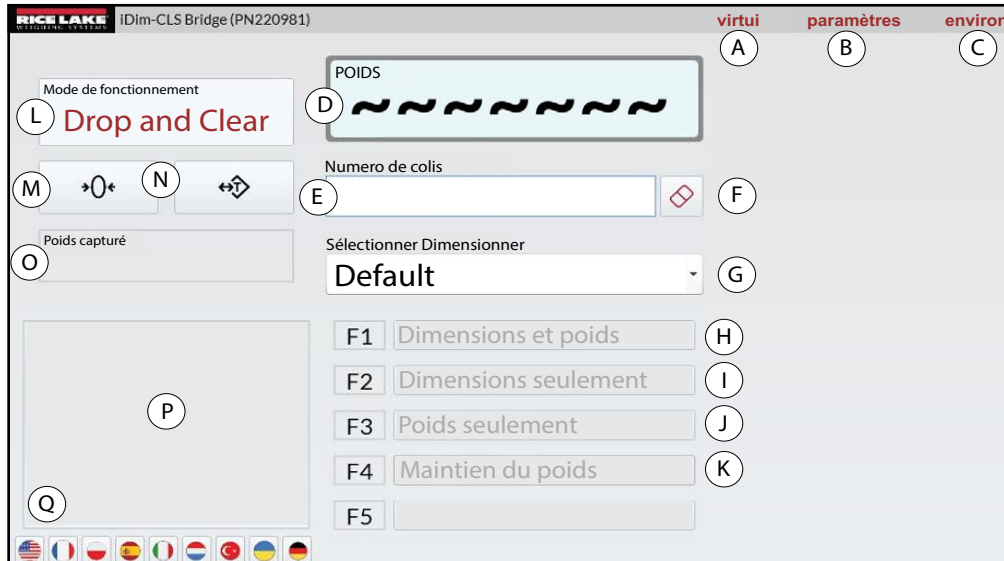 RICE LAKE
WEIGHING SYSTEMS
iDim-CLS Bridge (PN220981)
virtui
paramètres
environ
A
B
C
Mode de fonctionnement
L
Drop and Clear
POIDS
D
~~~~~~~
M
>0<
N
T
Numero de colis
E
F
Poids capturé
O
Sélectionner Dimensionner
Default
G
P
Q
F1
Dimensions et poids
H
F2
Dimensions seulement
I
F3
Poids seulement
J
F4
Maintien du poids
K
F5